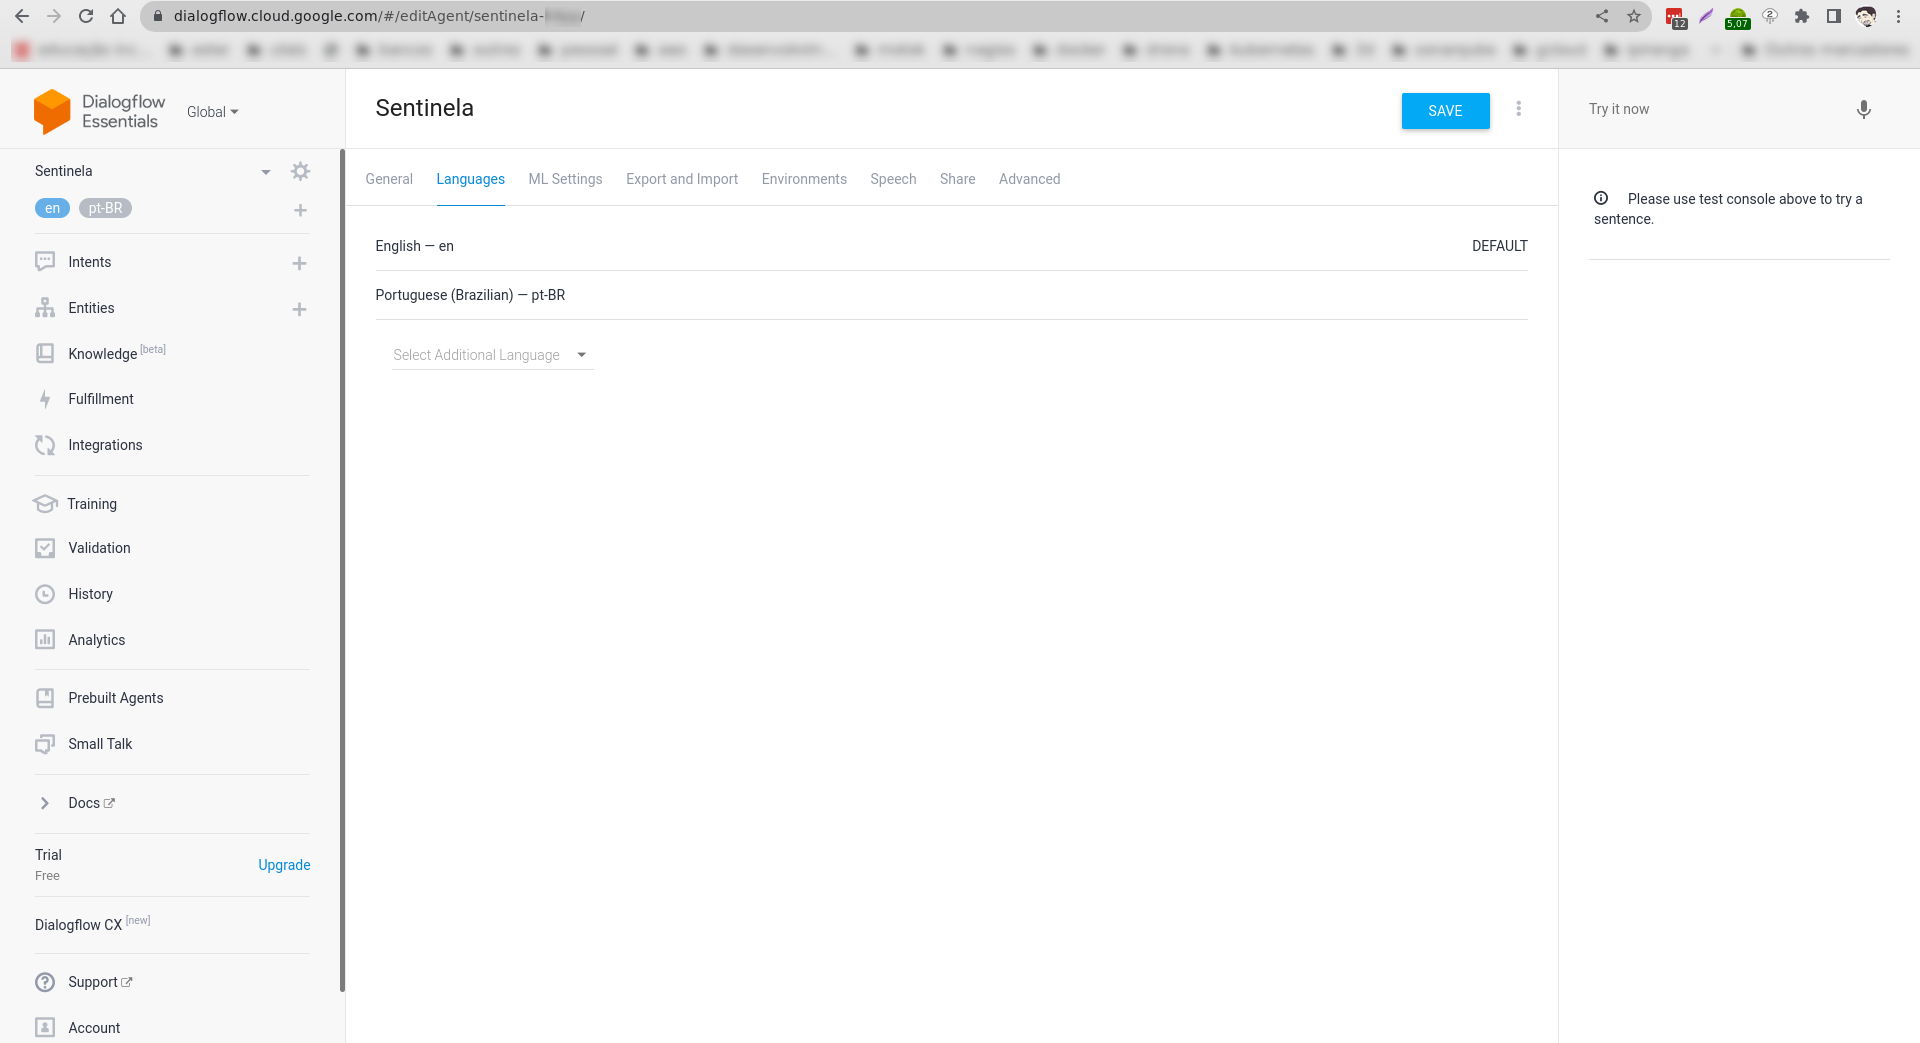 dialogflow.cloud.google.com/#/editAgent/sentinela-
12
5,07
Dialogflow
Essentials
Global
Sentinela
en
pt-BR
Intents
Entities
Knowledge [beta]
Fulfillment
Integrations
Training
Validation
History
Analytics
Prebuilt Agents
Small Talk
Docs
Trial
Free
Upgrade
Dialogflow CX [new]
Support
Account
Sentinela
SAVE
General
Languages
ML Settings
Export and Import
Environments
Speech
Share
Advanced
English — en
DEFAULT
Portuguese (Brazilian) — pt-BR
Select Additional Language
Try it now
Please use test console above to try a
sentence.